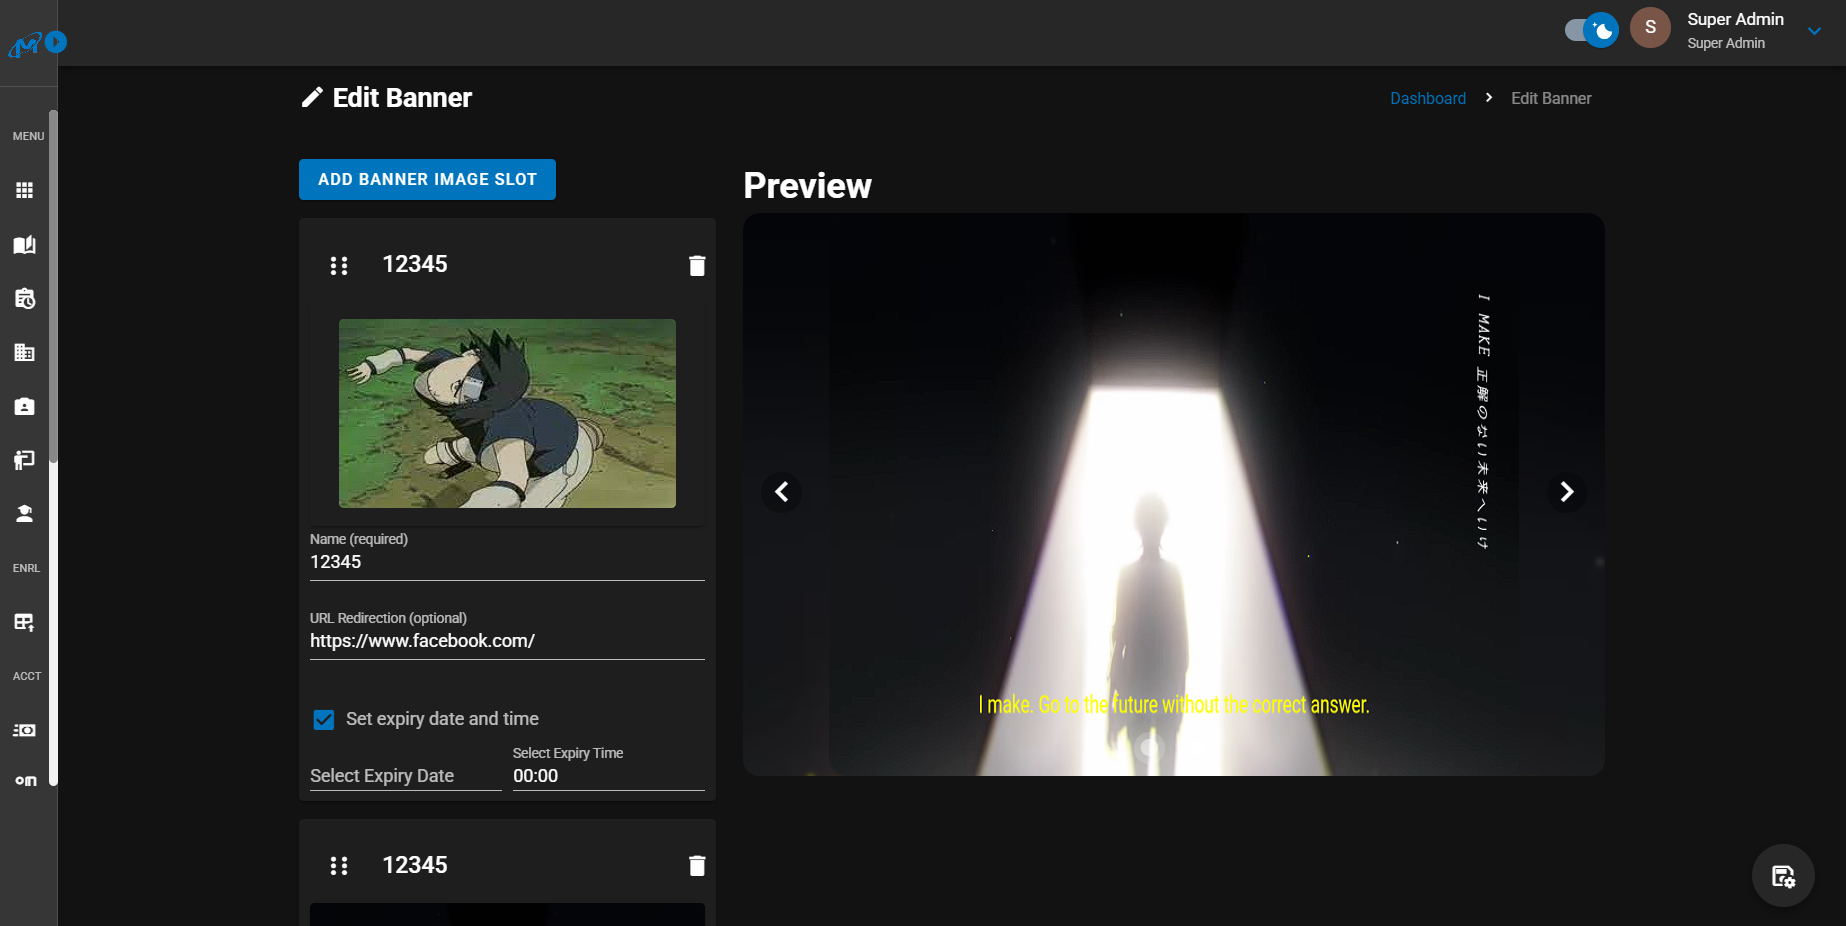 Super Admin
S
Super Admin
Edit Banner
Dashboard
Edit Banner
MENU
ADD BANNER IMAGE SLOT
Preview
12345
I MAKE 正解のない未来へいけ
Name (required)
12345
ENRL
URL Redirection (optional)
https://www.facebook.com/
ACCT
I make. Go to the future without the correct answer.
Set expiry date and time
Select Expiry Time
Select Expiry Date
00:00
12345